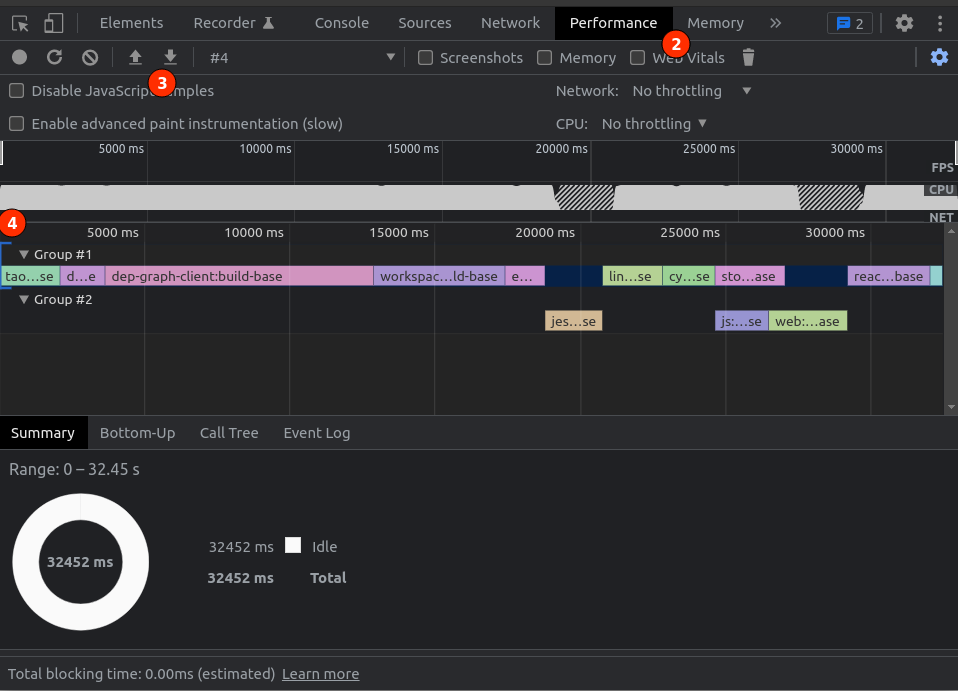 Elements Recorder Console Sources Network Performance Memory » 2
#4 Screenshots Memory Web Vitals
2
3
Disable JavaScript samples Network: No throttling
Enable advanced paint instrumentation (slow) CPU: No throttling
5000 ms 10000 ms 15000 ms 20000 ms 25000 ms 30000 ms
FPS
CPU
NET
4
5000 ms 10000 ms 15000 ms 20000 ms 25000 ms 30000 ms
Group #1
tao…se d…e dep-graph-client:build-base workspac…ld-base e… lin…se cy…se sto…ase reac…base
Group #2
jes…se js:…se web:…ase
Summary Bottom-Up Call Tree Event Log
Range: 0 – 32.45 s
32452 ms
32452 ms Idle
32452 ms Total
Total blocking time: 0.00ms (estimated) Learn more